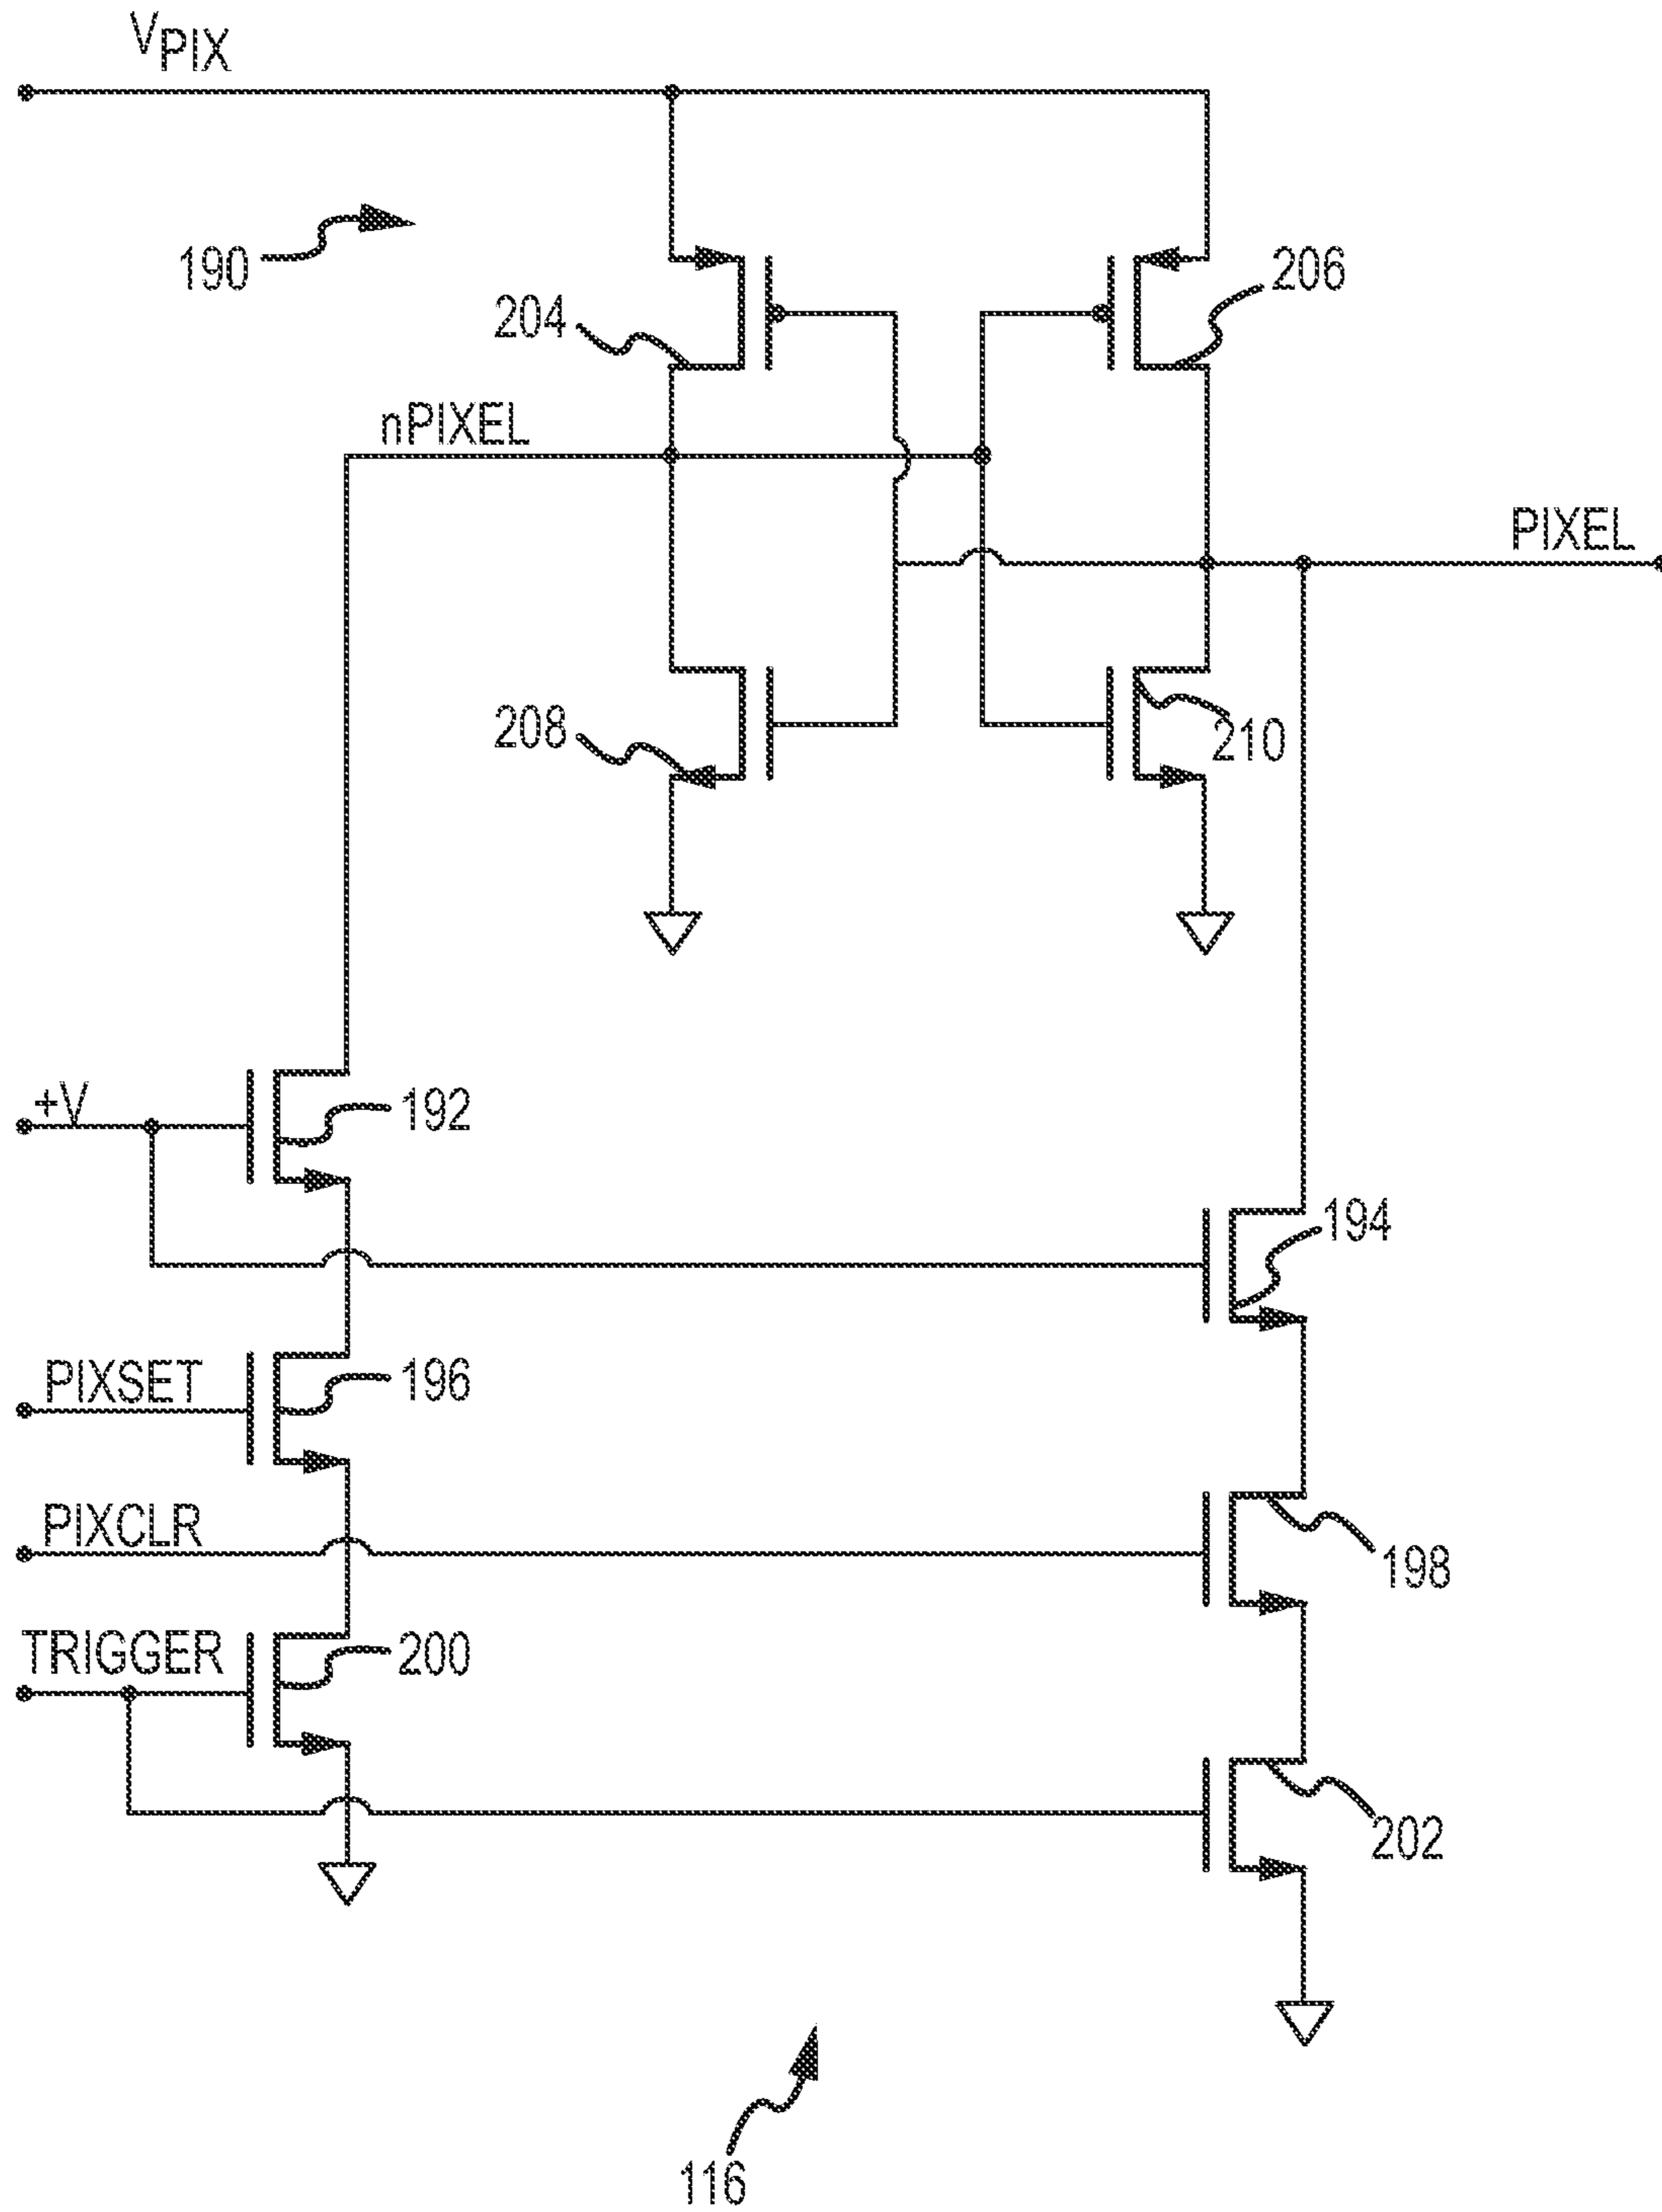 VPIX
190
204
206
nPIXEL
PIXEL
208
210
+V
192
194
PIXSET
196
PIXCLR
198
TRIGGER
200
202
116